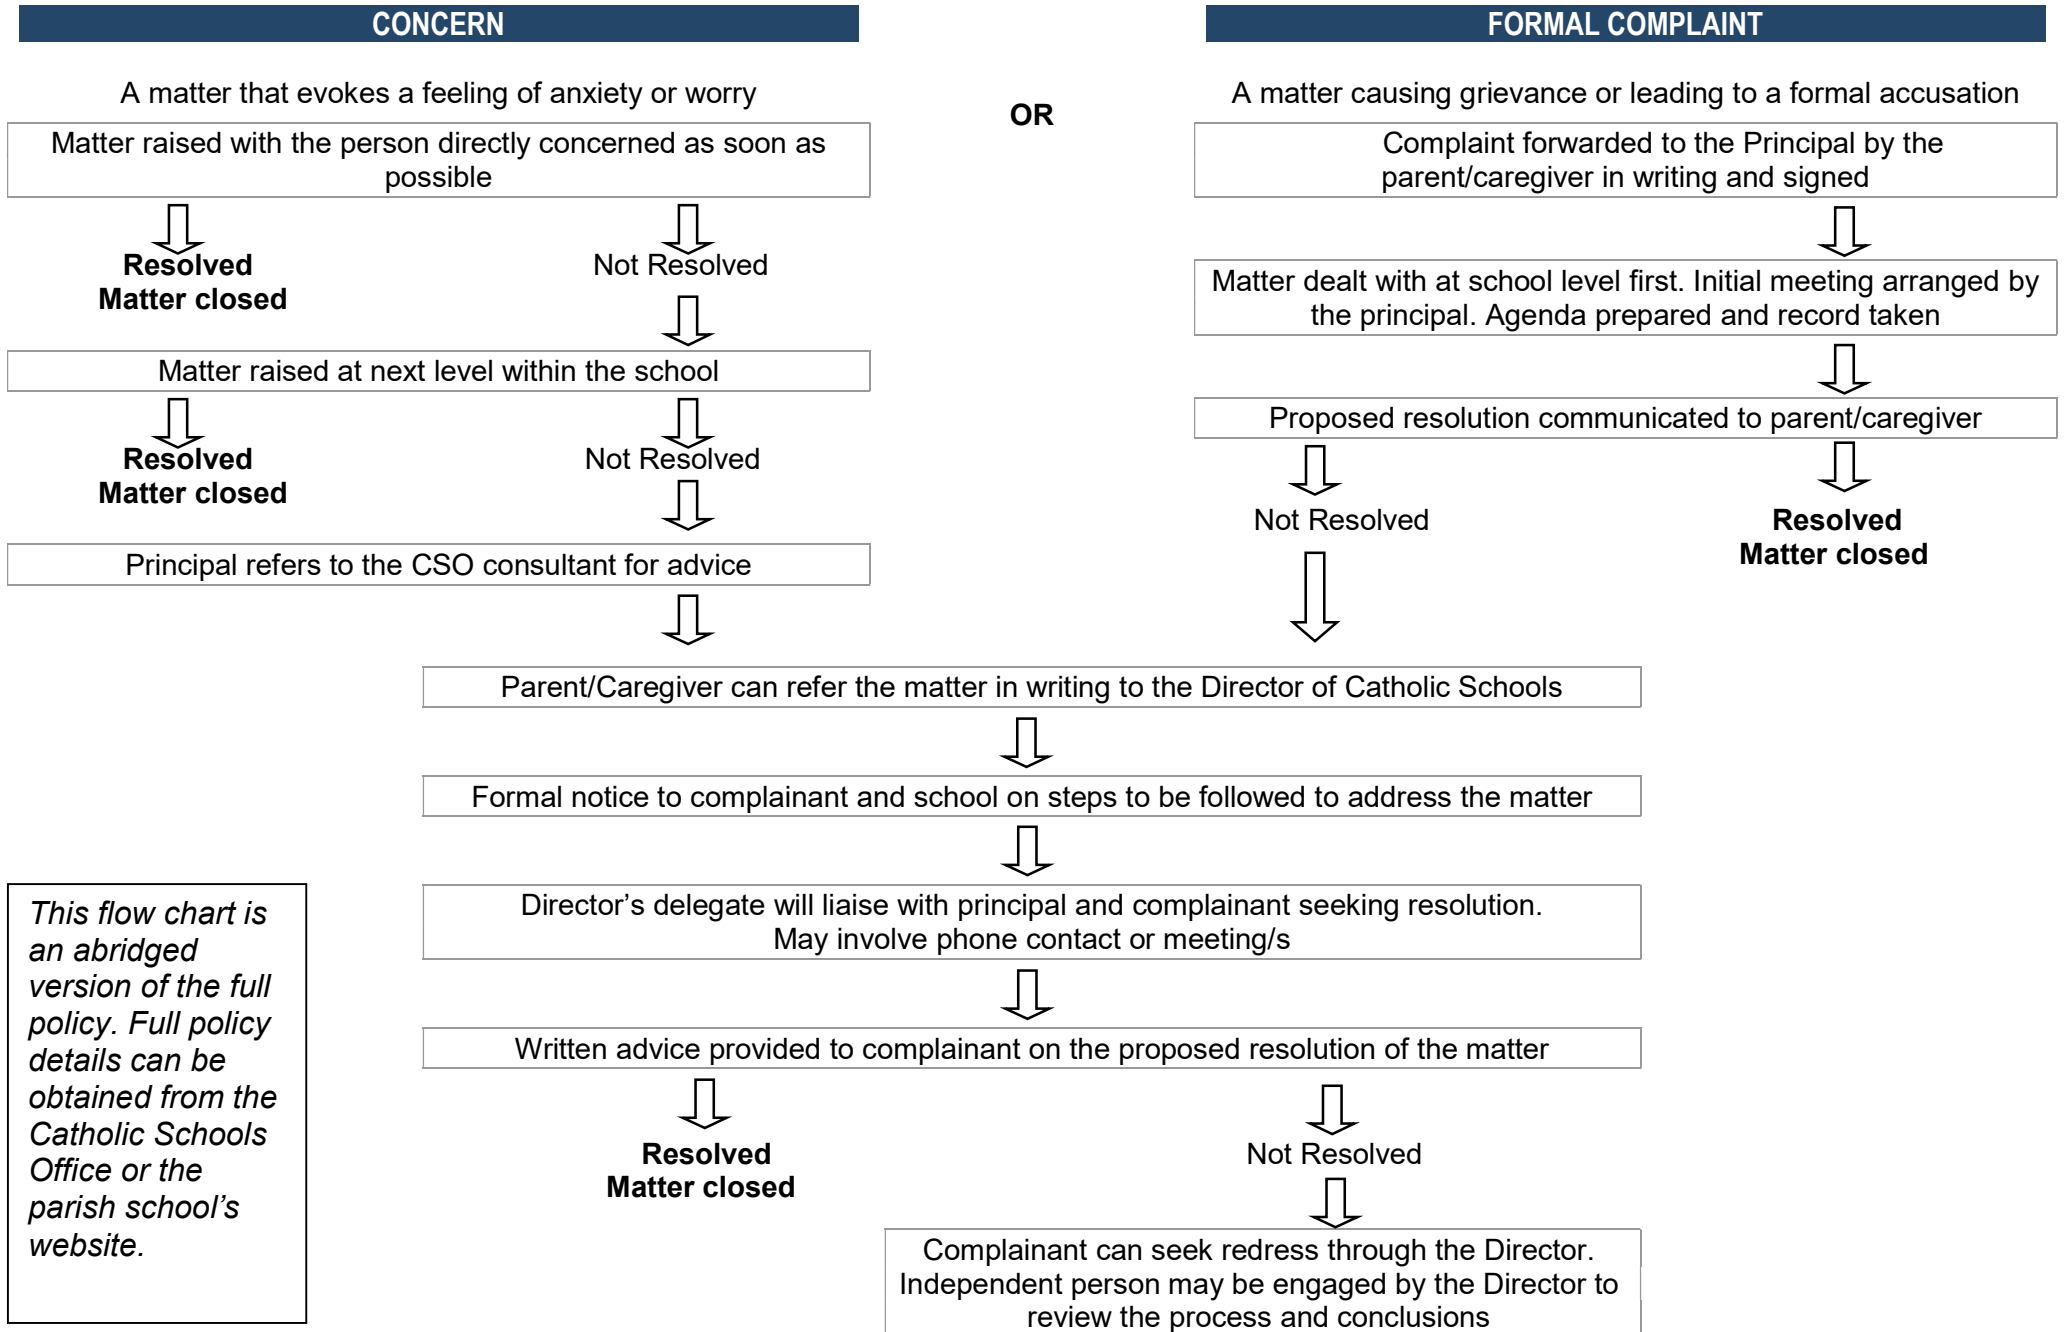 CONCERN
A matter that evokes a feeling of anxiety or worry
Matter raised with the person directly concerned as soon as
possible
Resolved
Matter closed
Not Resolved
Matter raised at next level within the school
Resolved
Matter closed
Not Resolved
Principal refers to the CSO consultant for advice
OR
FORMAL COMPLAINT
A matter causing grievance or leading to a formal accusation
Complaint forwarded to the Principal by the
parent/caregiver in writing and signed
Matter dealt with at school level first. Initial meeting arranged by
the principal. Agenda prepared and record taken
Proposed resolution communicated to parent/caregiver
Not Resolved
Resolved
Matter closed
Parent/Caregiver can refer the matter in writing to the Director of Catholic Schools
Formal notice to complainant and school on steps to be followed to address the matter
Director’s delegate will liaise with principal and complainant seeking resolution.
May involve phone contact or meeting/s
Written advice provided to complainant on the proposed resolution of the matter
Resolved
Matter closed
Not Resolved
Complainant can seek redress through the Director.
Independent person may be engaged by the Director to
review the process and conclusions
This flow chart is
an abridged
version of the full
policy. Full policy
details can be
obtained from the
Catholic Schools
Office or the
parish school’s
website.